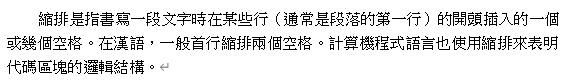 縮排是指書寫一段文字時在某些行（通常是段落的第一行）的開頭插入的一個
或幾個空格。在漢語，一般首行縮排兩個空格。計算機程式語言也使用縮排來表明
代碼區塊的邏輯結構。